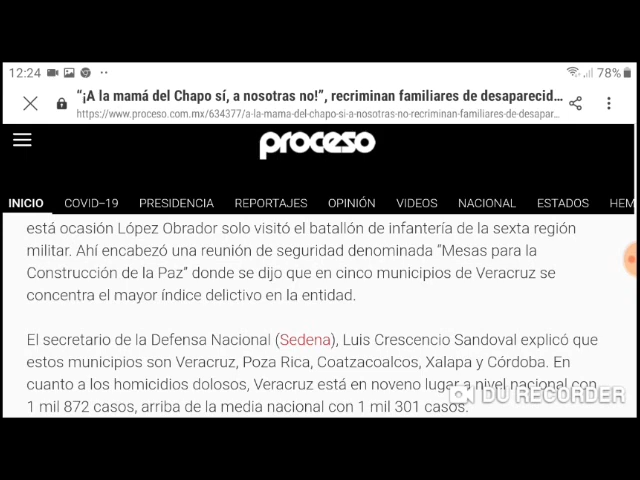 12:24
78%
"¡A la mamá del Chapo sí, a nosotras no!", recriminan familiares de desaparecid...
https://www.proceso.com.mx/634377/a-la-mama-del-chapo-si-a-nosotras-no-recriminan-familiares-de-desapar...
proceso
INICIO COVID-19 PRESIDENCIA REPORTAJES OPINIÓN VIDEOS NACIONAL ESTADOS HEM
está ocasión López Obrador solo visitó el batallón de infantería de la sexta región
militar. Ahí encabezó una reunión de seguridad denominada "Mesas para la
Construcción de la Paz" donde se dijo que en cinco municipios de Veracruz se
concentra el mayor índice delictivo en la entidad.
El secretario de la Defensa Nacional (Sedena), Luis Crescencio Sandoval explicó que
estos municipios son Veracruz, Poza Rica, Coatzacoalcos, Xalapa y Córdoba. En
cuanto a los homicidios dolosos, Veracruz está en noveno lugar a nivel nacional con
1 mil 872 casos, arriba de la media nacional con 1 mil 301 casos.
DU RECORDER